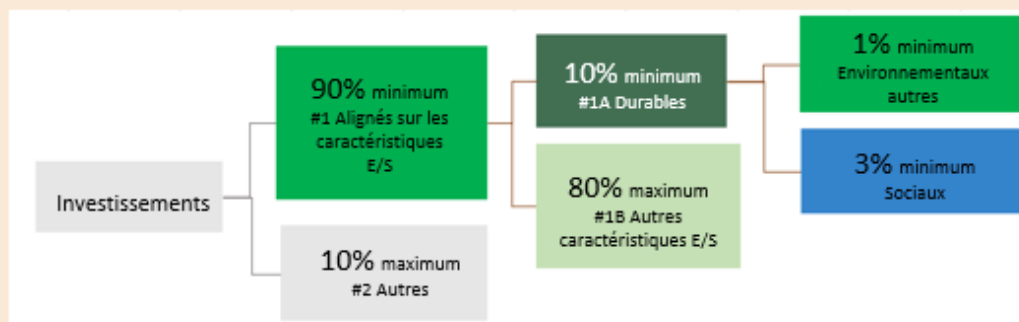 Investissements
90% minimum
#1 Alignés sur les
caractéristiques
E/S
10% maximum
#2 Autres
10% minimum
#1A Durables
80% maximum
#1B Autres
caractéristiques E/S
1% minimum
Environnementaux
autres
3% minimum
Sociaux